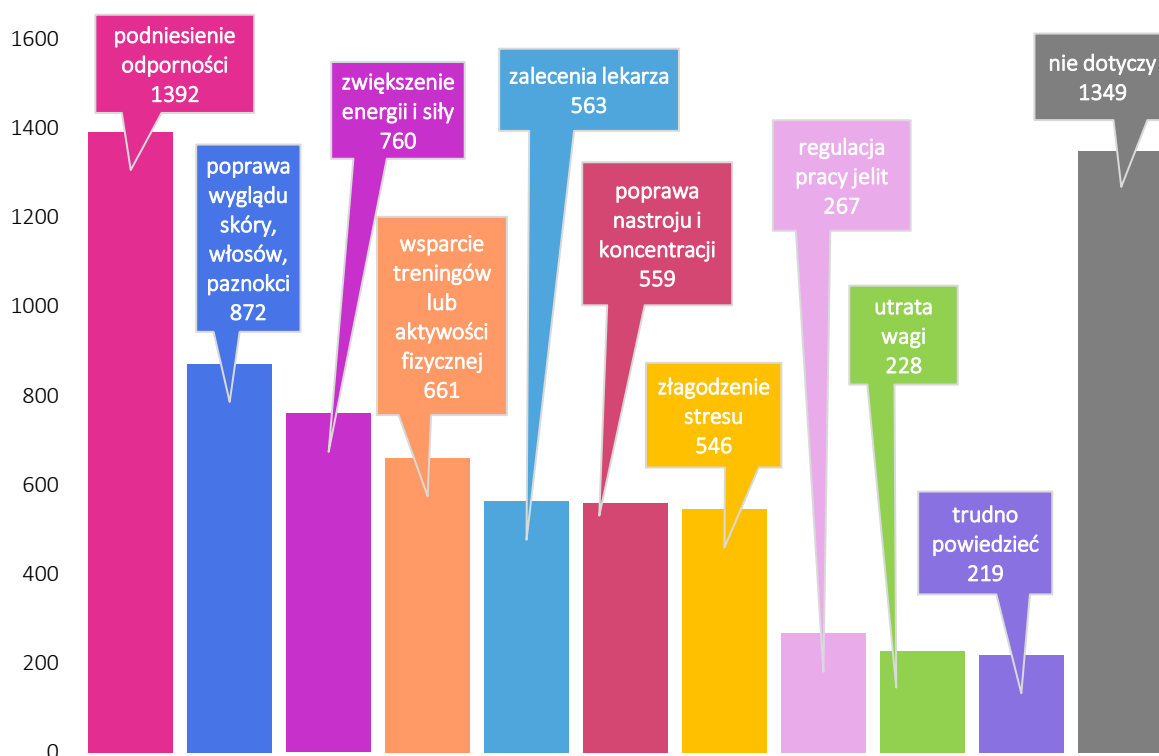 1600
1400
1200
1000
800
600
400
200
0
podniesienie
odporności
1392
poprawa
wyglądu
skóry,
włosów,
paznokci
872
zwiększenie
energii i siły
760
wsparcie
treningów
lub
aktywości
fizycznej
661
zalecenia lekarza
563
poprawa
nastroju i
koncentracji
559
złagodzenie
stresu
546
regulacja
pracy jelit
267
utrata
wagi
228
trudno
powiedzieć
219
nie dotyczy
1349